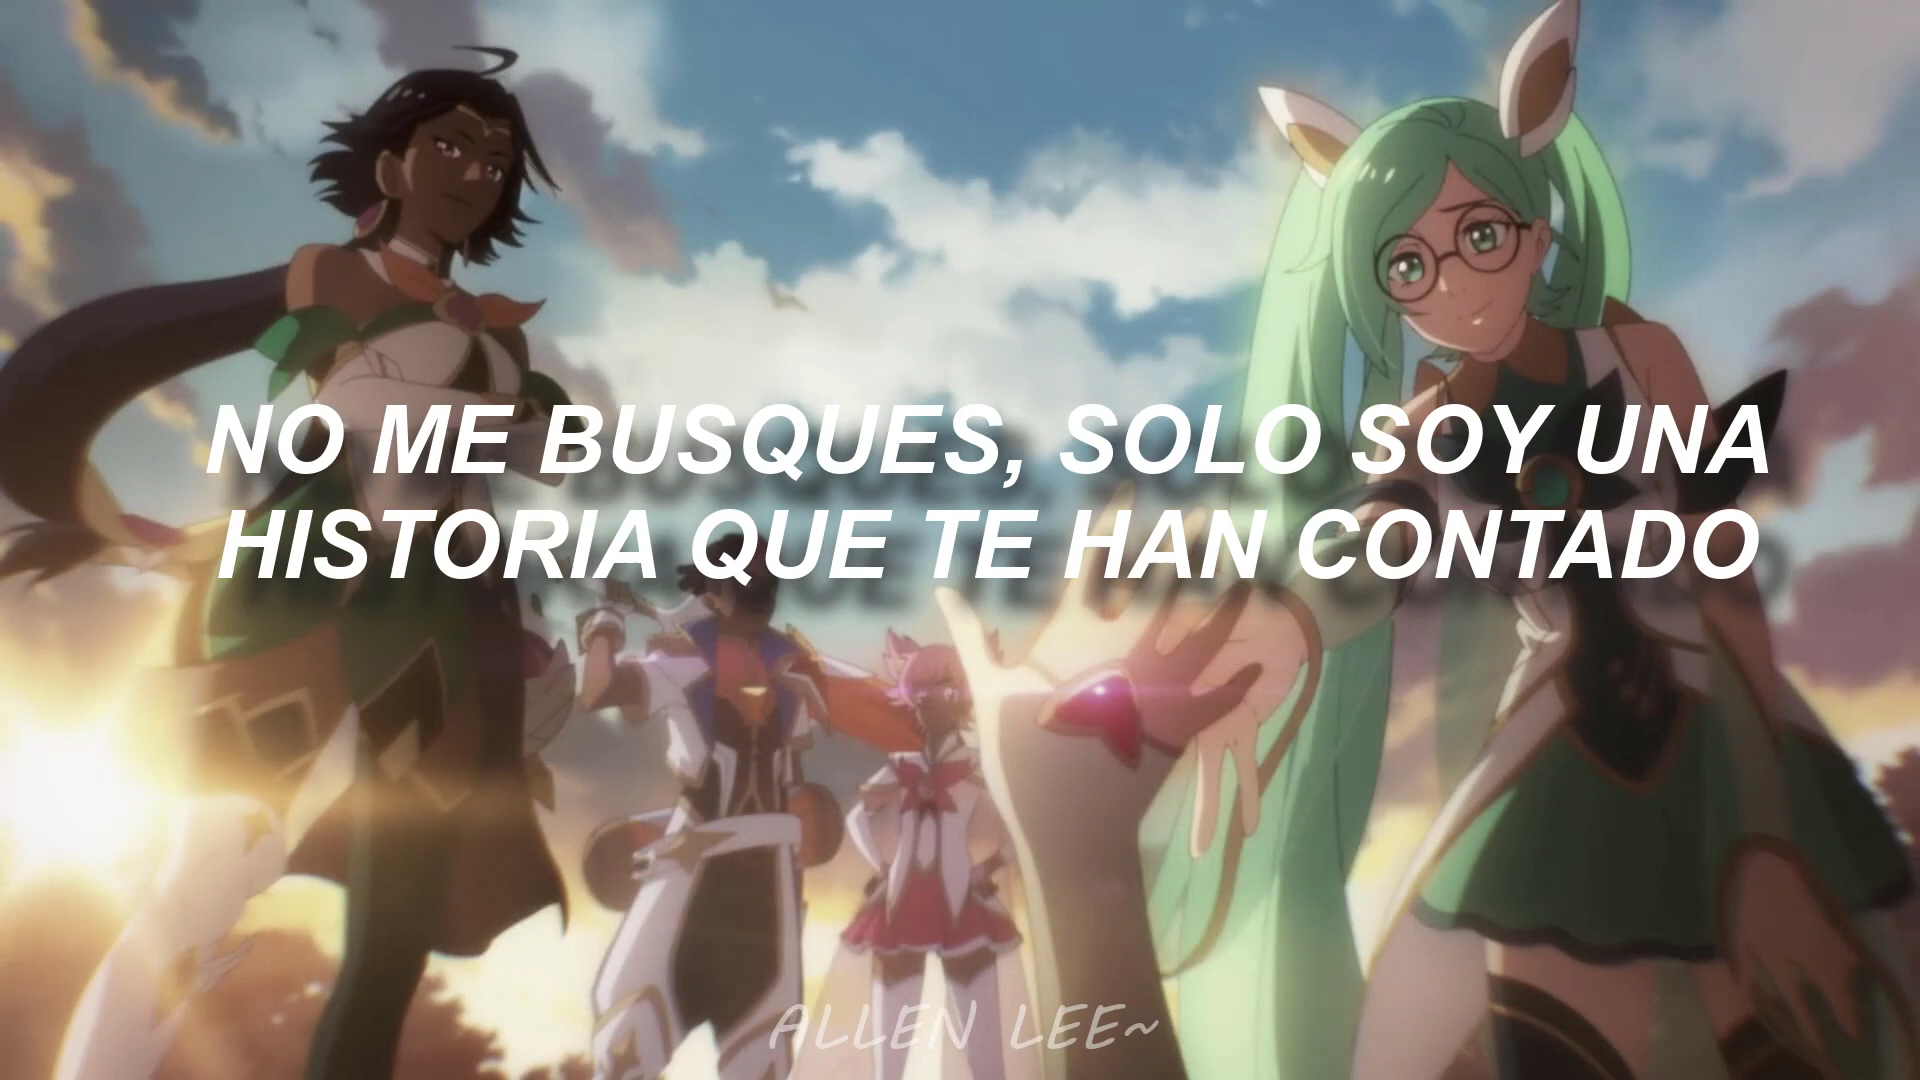 NO ME BUSQUES, SOLO SOY UNA
HISTORIA QUE TE HAN CONTADO
ALLEN LEE~